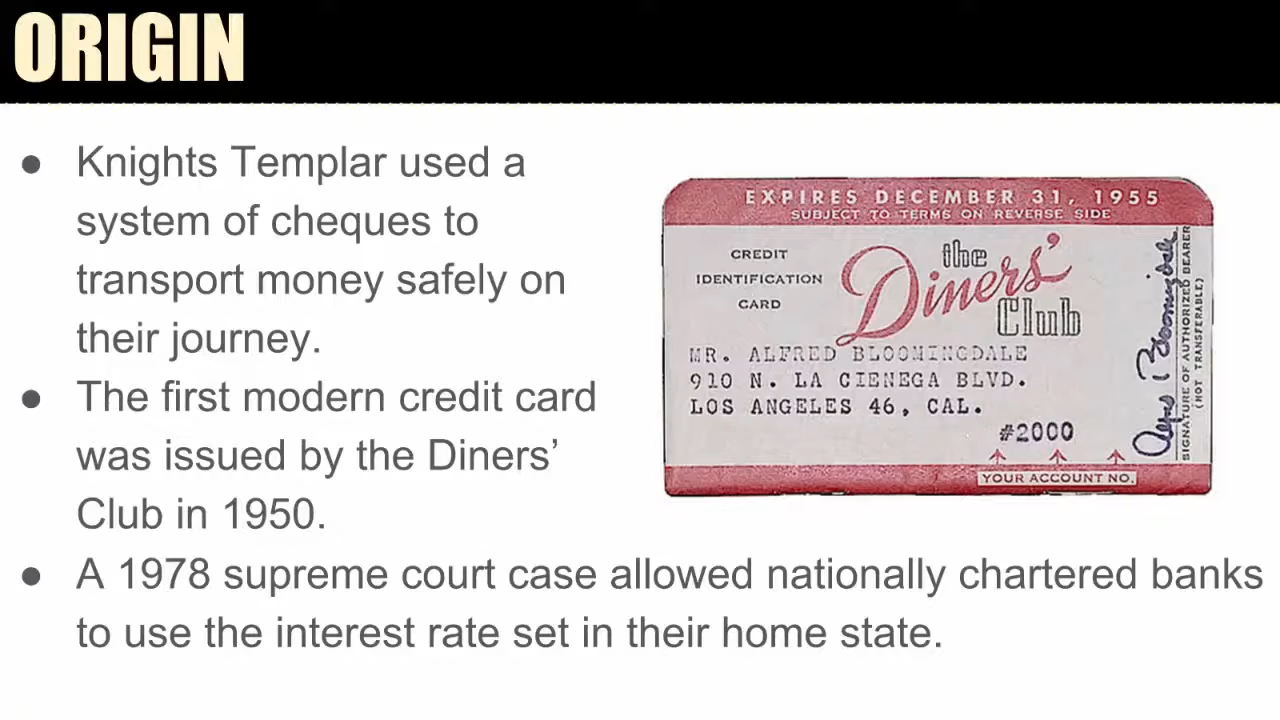 ORIGIN
● Knights Templar used a
system of cheques to
transport money safely on
their journey.
● The first modern credit card
was issued by the Diners’
Club in 1950.
● A 1978 supreme court case allowed nationally chartered banks
to use the interest rate set in their home state.
EXPIRES DECEMBER 31, 1955
SUBJECT TO TERMS ON REVERSE SIDE
CREDIT
IDENTIFICATION
CARD
the
Diners’
Club
MR. ALFRED BLOOMINGDALE
910 N. LA CIENEGA BLVD.
LOS ANGELES 46, CAL.
#2000
YOUR ACCOUNT NO.
Alfred Bloomingdale
SIGNATURE OF AUTHORIZED BEARER
(NOT TRANSFERABLE)